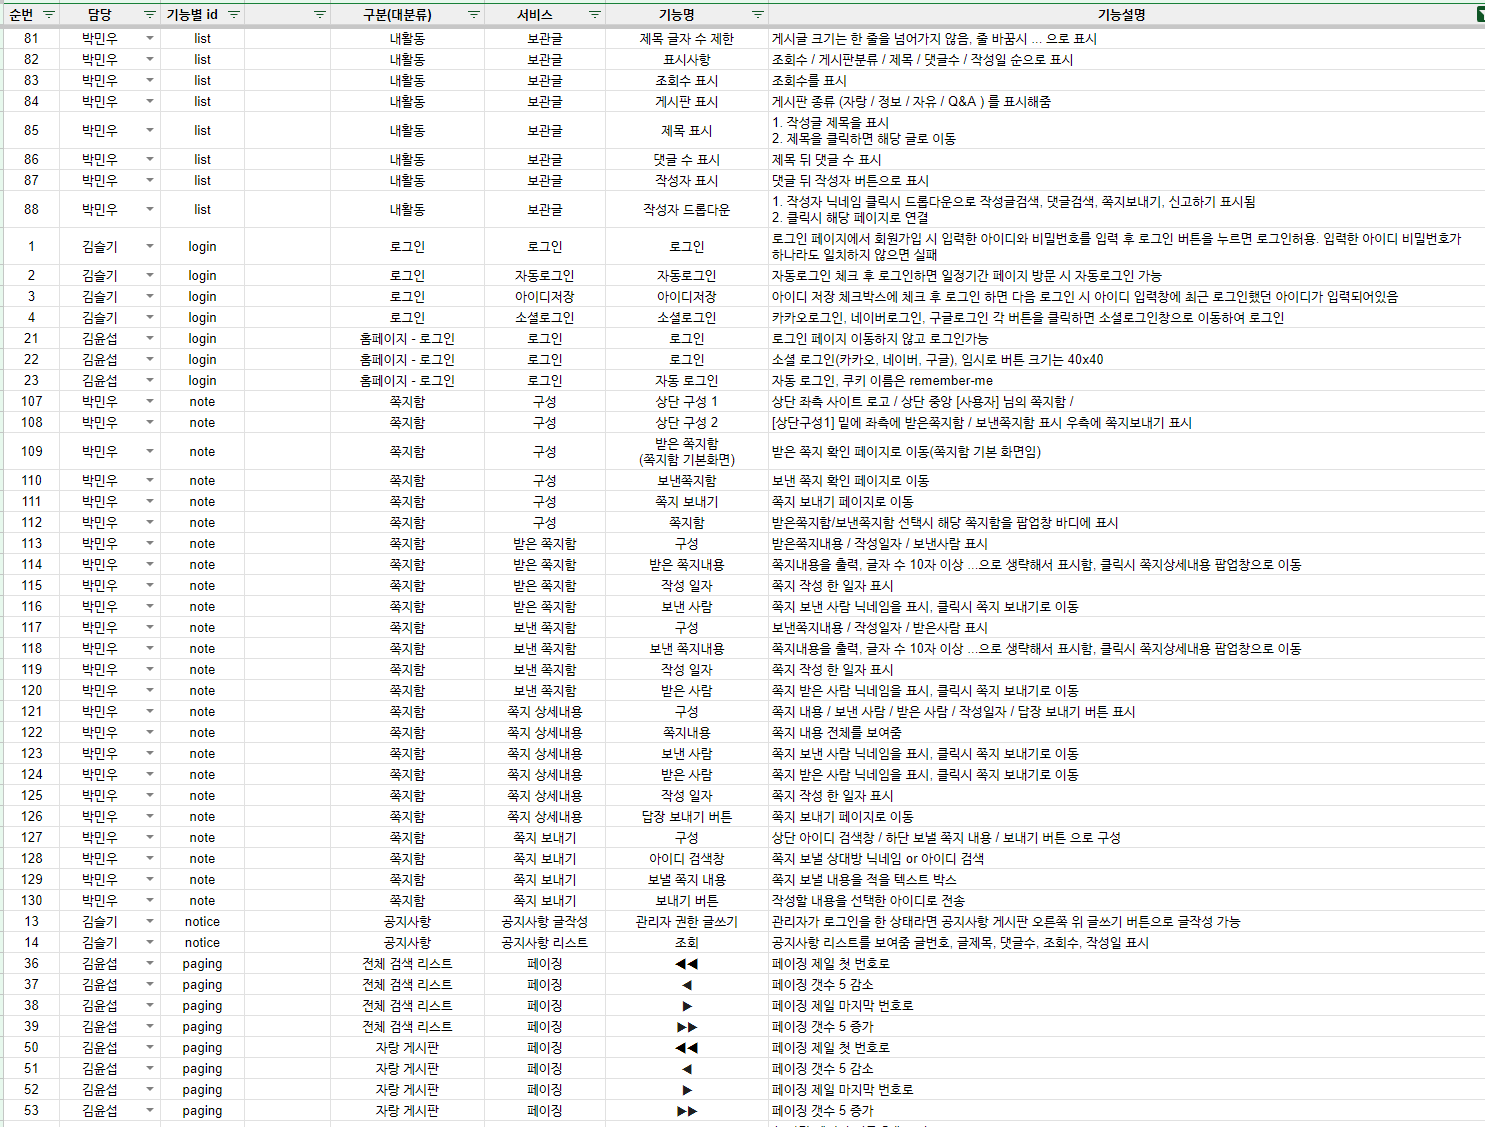 순번 담당 기능별 id 구분(대분류) 서비스 기능명 기능설명
81 박민우 list 내활동 보관글 제목 글자 수 제한 게시글 크기는 한 줄을 넘어가지 않음, 줄 바꿈시 ... 으로 표시
82 박민우 list 내활동 보관글 표시사항 조회수 / 게시판분류 / 제목 / 댓글수 / 작성일 순으로 표시
83 박민우 list 내활동 보관글 조회수 표시 조회수를 표시
84 박민우 list 내활동 보관글 게시판 표시 게시판 종류 (자랑 / 정보 / 자유 / Q&A ) 를 표시해줌
85 박민우 list 내활동 보관글 제목 표시 1. 작성글 제목을 표시
2. 제목을 클릭하면 해당 글로 이동
86 박민우 list 내활동 보관글 댓글 수 표시 제목 뒤 댓글 수 표시
87 박민우 list 내활동 보관글 작성자 표시 댓글 뒤 작성자 버튼으로 표시
88 박민우 list 내활동 보관글 작성자 드롭다운 1. 작성자 닉네임 클릭시 드롭다운으로 작성글검색, 댓글검색, 쪽지보내기, 신고하기 표시됨
2. 클릭시 해당 페이지로 연결
1 김슬기 login 로그인 로그인 로그인 로그인 페이지에서 회원가입 시 입력한 아이디와 비밀번호를 입력 후 로그인 버튼을 누르면 로그인허용. 입력한 아이디 비밀번호가
하나라도 일치하지 않으면 실패
2 김슬기 login 로그인 자동로그인 자동로그인 자동로그인 체크 후 로그인하면 일정기간 페이지 방문 시 자동로그인 가능
3 김슬기 login 로그인 아이디저장 아이디저장 아이디 저장 체크박스에 체크 후 로그인 하면 다음 로그인 시 아이디 입력창에 최근 로그인했던 아이디가 입력되어있음
4 김슬기 login 로그인 소셜로그인 소셜로그인 카카오로그인, 네이버로그인, 구글로그인 각 버튼을 클릭하면 소셜로그인창으로 이동하여 로그인
21 김윤섭 login 홈페이지 - 로그인 로그인 로그인 로그인 페이지 이동하지 않고 로그인가능
22 김윤섭 login 홈페이지 - 로그인 로그인 로그인 소셜 로그인(카카오, 네이버, 구글), 임시로 버튼 크기는 40x40
23 김윤섭 login 홈페이지 - 로그인 로그인 자동 로그인 자동 로그인, 쿠키 이름은 remember-me
107 박민우 note 쪽지함 구성 상단 구성 1 상단 좌측 사이트 로고 / 상단 중앙 [사용자] 님의 쪽지함 /
108 박민우 note 쪽지함 구성 상단 구성 2 [상단구성1] 밑에 좌측에 받은쪽지함 / 보낸쪽지함 표시 우측에 쪽지보내기 표시
109 박민우 note 쪽지함 구성 받은 쪽지함
(쪽지함 기본화면) 받은 쪽지 확인 페이지로 이동(쪽지함 기본 화면임)
110 박민우 note 쪽지함 구성 보낸쪽지함 보낸 쪽지 확인 페이지로 이동
111 박민우 note 쪽지함 구성 쪽지 보내기 쪽지 보내기 페이지로 이동
112 박민우 note 쪽지함 구성 쪽지함 받은쪽지함/보낸쪽지함 선택시 해당 쪽지함을 팝업창 바디에 표시
113 박민우 note 쪽지함 받은 쪽지함 구성 받은쪽지내용 / 작성일자 / 보낸사람 표시
114 박민우 note 쪽지함 받은 쪽지함 받은 쪽지내용 쪽지내용을 출력, 글자 수 10자 이상 ...으로 생략해서 표시함, 클릭시 쪽지상세내용 팝업창으로 이동
115 박민우 note 쪽지함 받은 쪽지함 작성 일자 쪽지 작성 한 일자 표시
116 박민우 note 쪽지함 받은 쪽지함 보낸 사람 쪽지 보낸 사람 닉네임을 표시, 클릭시 쪽지 보내기로 이동
117 박민우 note 쪽지함 보낸 쪽지함 구성 보낸쪽지내용 / 작성일자 / 받은사람 표시
118 박민우 note 쪽지함 보낸 쪽지함 보낸 쪽지내용 쪽지내용을 출력, 글자 수 10자 이상 ...으로 생략해서 표시함, 클릭시 쪽지상세내용 팝업창으로 이동
119 박민우 note 쪽지함 보낸 쪽지함 작성 일자 쪽지 작성 한 일자 표시
120 박민우 note 쪽지함 보낸 쪽지함 받은 사람 쪽지 받은 사람 닉네임을 표시, 클릭시 쪽지 보내기로 이동
121 박민우 note 쪽지함 쪽지 상세내용 구성 쪽지 내용 / 보낸 사람 / 받은 사람 / 작성일자 / 답장 보내기 버튼 표시
122 박민우 note 쪽지함 쪽지 상세내용 쪽지내용 쪽지 내용 전체를 보여줌
123 박민우 note 쪽지함 쪽지 상세내용 보낸 사람 쪽지 보낸 사람 닉네임을 표시, 클릭시 쪽지 보내기로 이동
124 박민우 note 쪽지함 쪽지 상세내용 받은 사람 쪽지 받은 사람 닉네임을 표시, 클릭시 쪽지 보내기로 이동
125 박민우 note 쪽지함 쪽지 상세내용 작성 일자 쪽지 작성 한 일자 표시
126 박민우 note 쪽지함 쪽지 상세내용 답장 보내기 버튼 쪽지 보내기 페이지로 이동
127 박민우 note 쪽지함 쪽지 보내기 구성 상단 아이디 검색창 / 하단 보낼 쪽지 내용 / 보내기 버튼 으로 구성
128 박민우 note 쪽지함 쪽지 보내기 아이디 검색창 쪽지 보낼 상대방 닉네임 or 아이디 검색
129 박민우 note 쪽지함 쪽지 보내기 보낼 쪽지 내용 쪽지 보낼 내용을 적을 텍스트 박스
130 박민우 note 쪽지함 쪽지 보내기 보내기 버튼 작성할 내용을 선택한 아이디로 전송
13 김슬기 notice 공지사항 공지사항 글작성 관리자 권한 글쓰기 관리자가 로그인을 한 상태라면 공지사항 게시판 오른쪽 위 글쓰기 버튼으로 글작성 가능
14 김슬기 notice 공지사항 공지사항 리스트 조회 공지사항 리스트를 보여줌 글번호, 글제목, 댓글수, 조회수, 작성일 표시
36 김윤섭 paging 전체 검색 리스트 페이징 ◀◀ 페이징 제일 첫 번호로
37 김윤섭 paging 전체 검색 리스트 페이징 ◀ 페이징 갯수 5 감소
38 김윤섭 paging 전체 검색 리스트 페이징 ▶ 페이징 제일 마지막 번호로
39 김윤섭 paging 전체 검색 리스트 페이징 ▶▶ 페이징 갯수 5 증가
50 김윤섭 paging 자랑 게시판 페이징 ◀◀ 페이징 제일 첫 번호로
51 김윤섭 paging 자랑 게시판 페이징 ◀ 페이징 갯수 5 감소
52 김윤섭 paging 자랑 게시판 페이징 ▶ 페이징 제일 마지막 번호로
53 김윤섭 paging 자랑 게시판 페이징 ▶▶ 페이징 갯수 5 증가